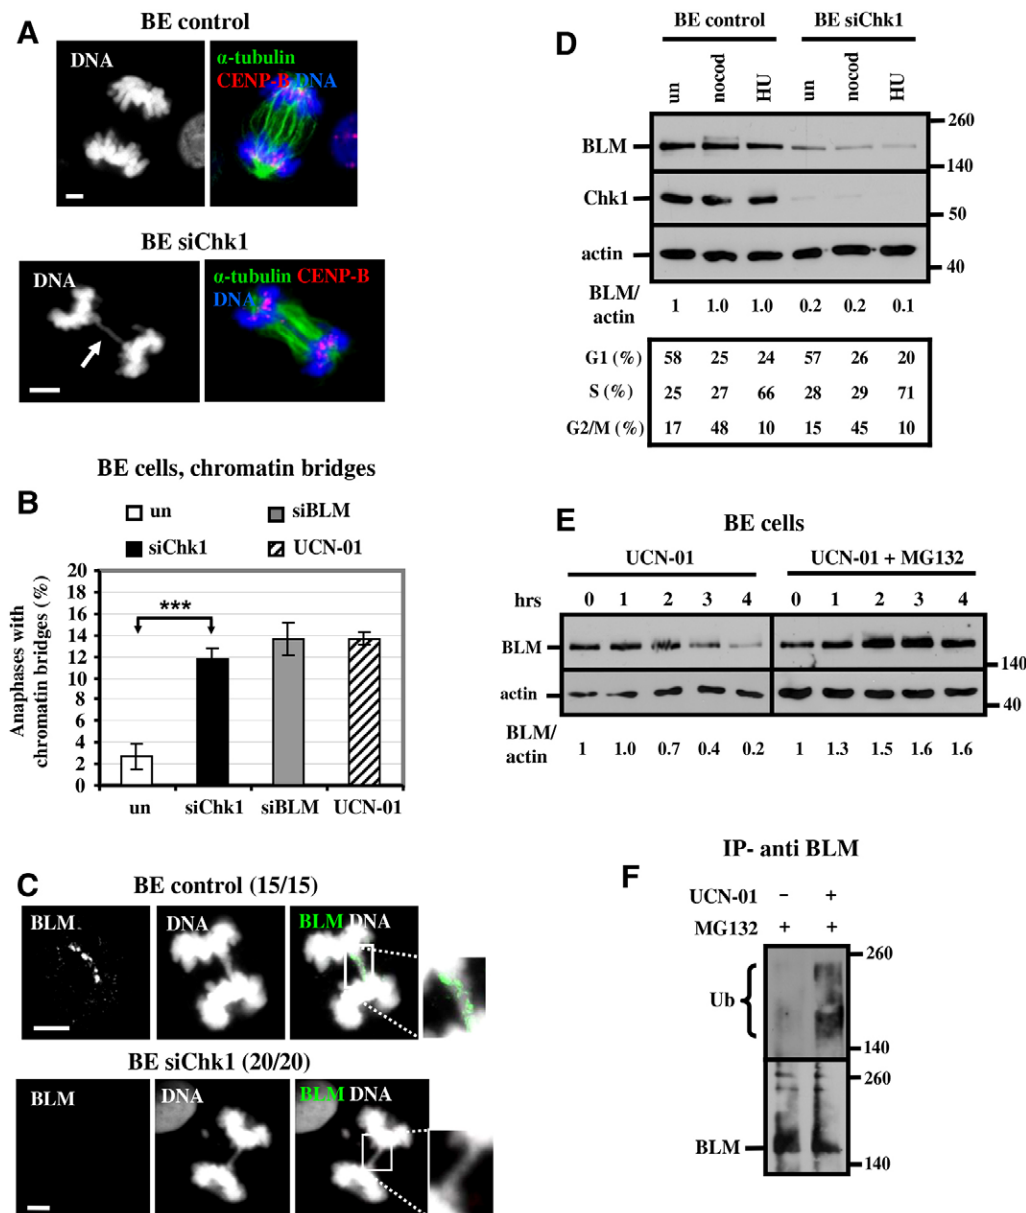 A
BE control
DNA
α-tubulin
CENP-B DNA
BE siChk1
DNA
α-tubulin CENP-B
DNA
B
BE cells, chromatin bridges
un
siBLM
siChk1
UCN-01
Anaphases with
chromatin bridges (%)
20
18
16
14
12
10
8
6
4
2
0
***
un siChk1 siBLM UCN-01
C
BE control (15/15)
BLM DNA BLM DNA
BE siChk1 (20/20)
BLM DNA BLM DNA
D
BE control BE siChk1
un nocod HU un nocod HU
BLM
260
140
Chk1
50
actin
40
BLM/
actin
1 1.0 1.0 0.2 0.2 0.1
G1 (%) 58 25 24 57 26 20
S (%) 25 27 66 28 29 71
G2/M (%) 17 48 10 15 45 10
E
BE cells
UCN-01 UCN-01 + MG132
hrs 0 1 2 3 4 0 1 2 3 4
BLM
140
actin
40
BLM/
actin
1 1.0 0.7 0.4 0.2 1 1.3 1.5 1.6 1.6
F
IP- anti BLM
UCN-01 – +
MG132 + +
260
Ub
140
260
BLM
140